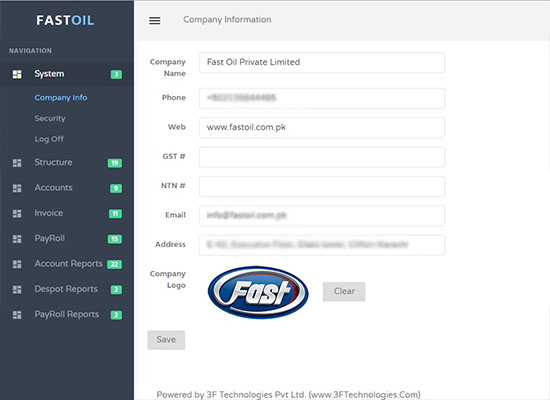 FASTOIL
Company Information
NAVIGATION
System 3
Company Info
Security
Log Off
Structure 19
Accounts 9
Invoice 11
PayRoll 15
Account Reports 22
Despot Reports 2
PayRoll Reports 2
Company Name
Fast Oil Private Limited
Phone
Web
www.fastoil.com.pk
GST #
NTN #
Email
info@fastoil.com.pk
Address
Company Logo
Fast
Clear
Save
Powered by 3F Technologies Pvt Ltd. (www.3FTechnologies.Com)